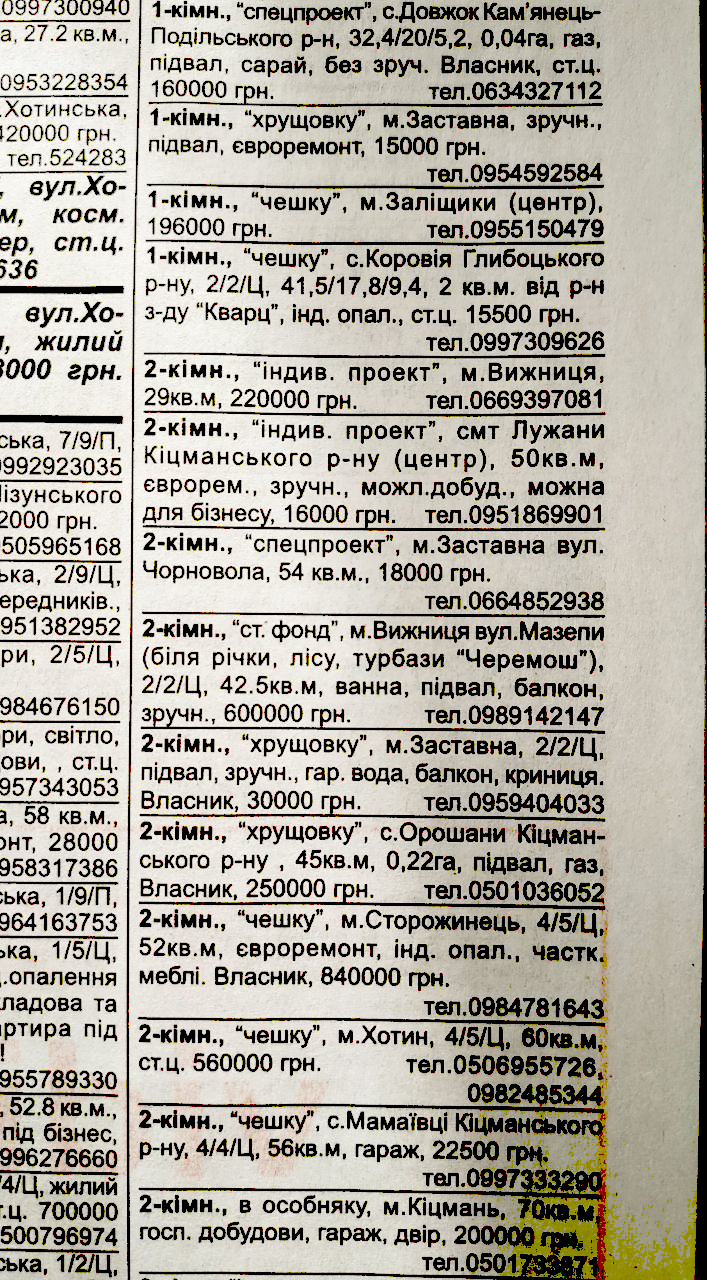 0997300940
а, 27.2 кв.м.,
0953228354
.Хотинська,
420000 грн.
тел.524283
, вул.Хо-
м, косм.
ер, ст.ц.
636
вул.Хо-
, жилий
8000 грн.
ська, 7/9/П,
0992923035
Лізунського
2000 грн.
0505965168
ька, 2/9/Ц,
ередників.,
951382952
ри, 2/5/Ц,
984676150
ри, світло,
дови, , ст.ц.
957343053
а, 58 кв.м.,
онт, 28000
958317386
ська, 1/9/П,
964163753
ька, 1/5/Ц,
.опалення
кладова та
артира під
!
955789330
, 52.8 кв.м.,
під бізнес,
996276660
/4/Ц, жилий
т.ц. 700000
500796974
ська, 1/2/Ц,
1-кімн., “спецпроект”, с.Довжок Кам’янець-
Подільського р-н, 32,4/20/5,2, 0,04га, газ,
підвал, сарай, без зруч. Власник, ст.ц.
160000 грн. тел.0634327112
1-кімн., “хрущовку”, м.Заставна, зручн.,
підвал, євроремонт, 15000 грн.
тел.0954592584
1-кімн., “чешку”, м.Заліщики (центр),
196000 грн. тел.0955150479
1-кімн., “чешку”, с.Коровія Глибоцького
р-ну, 2/2/Ц, 41,5/17,8/9,4, 2 кв.м. від р-н
з-ду “Кварц”, інд. опал., ст.ц. 15500 грн.
тел.0997309626
2-кімн., “індив. проект”, м.Вижниця,
29кв.м, 220000 грн. тел.0669397081
2-кімн., “індив. проект”, смт Лужани
Кіцманського р-ну (центр), 50кв.м,
єврорем., зручн., можл.добуд., можна
для бізнесу, 16000 грн. тел.0951869901
2-кімн., “спецпроект”, м.Заставна вул.
Чорновола, 54 кв.м., 18000 грн.
тел.0664852938
2-кімн., “ст. фонд”, м.Вижниця вул.Мазепи
(біля річки, лісу, турбази “Черемош”),
2/2/Ц, 42.5кв.м, ванна, підвал, балкон,
зручн., 600000 грн. тел.0989142147
2-кімн., “хрущовку”, м.Заставна, 2/2/Ц,
підвал, зручн., гар. вода, балкон, криниця.
Власник, 30000 грн. тел.0959404033
2-кімн., “хрущовку”, с.Орошани Кіцман-
ського р-ну , 45кв.м, 0,22га, підвал, газ,
Власник, 250000 грн. тел.0501036052
2-кімн., “чешку”, м.Сторожинець, 4/5/Ц,
52кв.м, євроремонт, інд. опал., частк.
меблі. Власник, 840000 грн.
тел.0984781643
2-кімн., “чешку”, м.Хотин, 4/5/Ц, 60кв.м,
ст.ц. 560000 грн. тел.0506955726,
0982485344
2-кімн., “чешку”, с.Мамаївці Кіцманського
р-ну, 4/4/Ц, 56кв.м, гараж, 22500 грн.
тел.0997333290
2-кімн., в особняку, м.Кіцмань, 70кв.м,
госп. добудови, гараж, двір, 200000 грн.
тел.0501733871